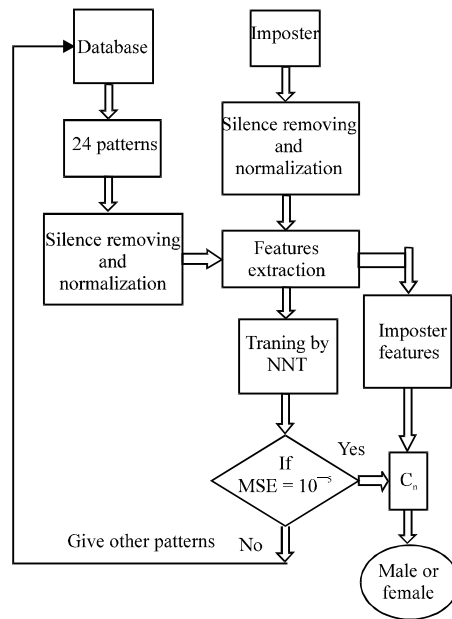 Database
Imposter
24 patterns
Silence removing
and
normalization
Silence removing
and
normalization
Features
extraction
Traning by
NNT
Imposter
features
If
MSE = 10⁻⁵
Yes
Cₙ
Give other patterns
No
Male or
female